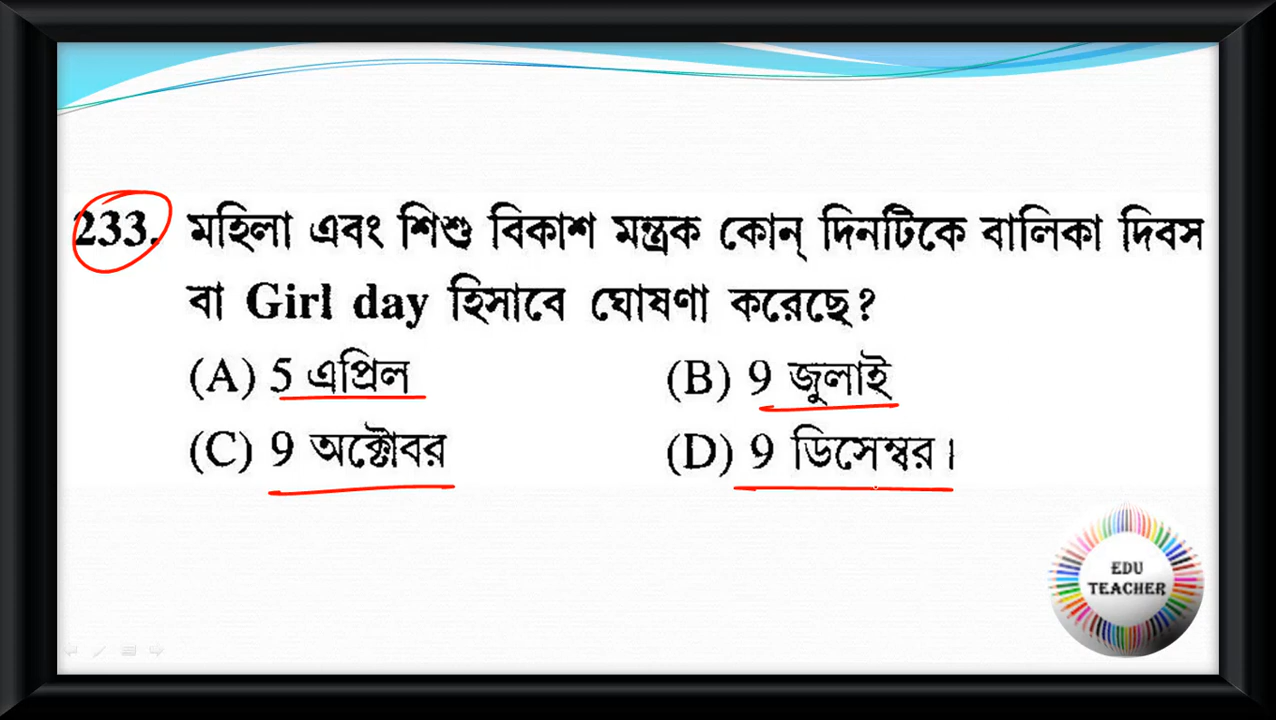 233. মহিলা এবং শিশু বিকাশ মন্ত্রক কোন্ দিনটিকে বালিকা দিবস
বা Girl day হিসাবে ঘোষণা করেছে?
(A) 5 এপ্রিল (B) 9 জুলাই
(C) 9 অক্টোবর (D) 9 ডিসেম্বর।
EDU
TEACHER